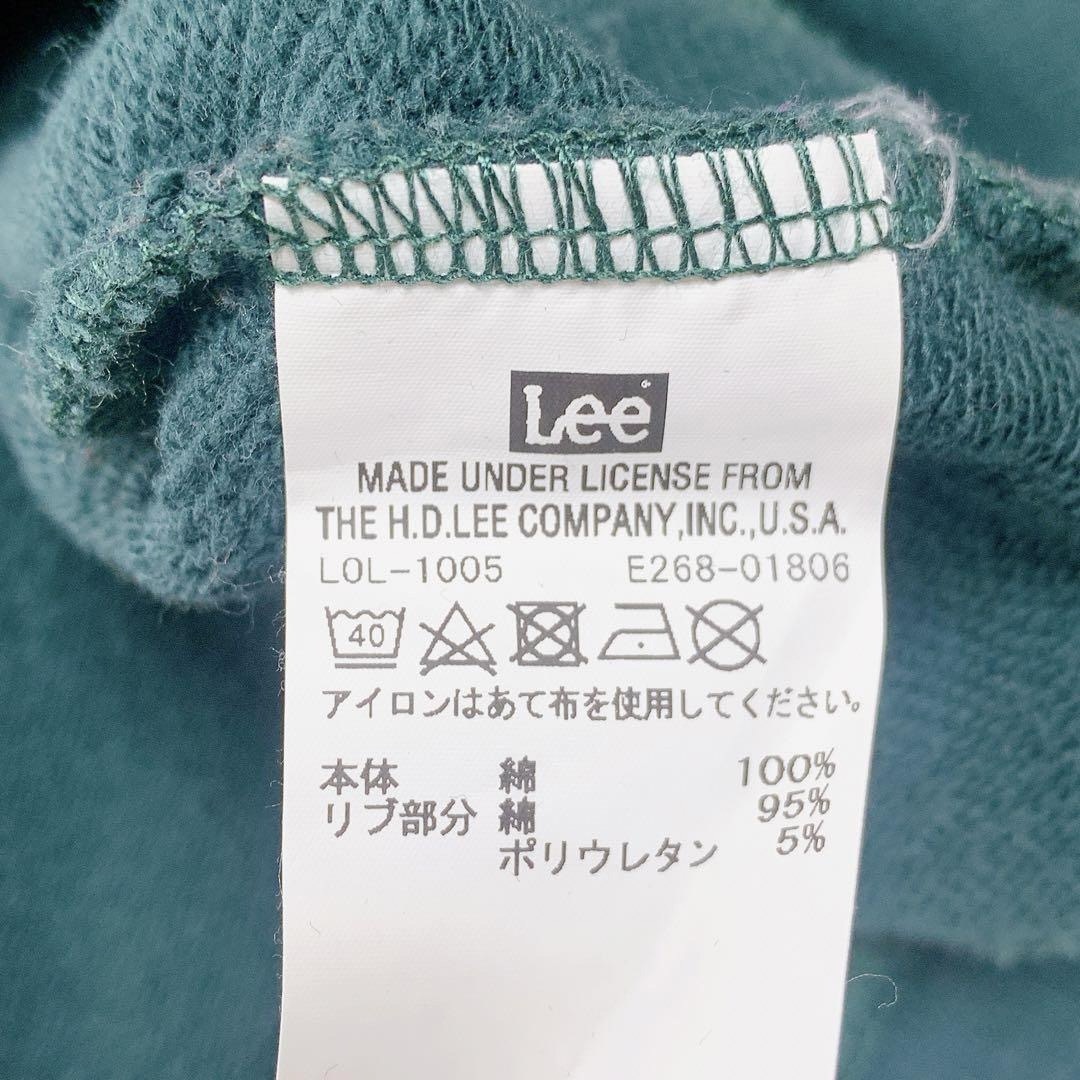 Lee
MADE UNDER LICENSE FROM
THE H.D.LEE COMPANY,INC.,U.S.A.
LOL-1005 E268-01806
40
アイロンはあて布を使用してください。
本体 綿 100%
リブ部分 綿 95%
ポリウレタン 5%